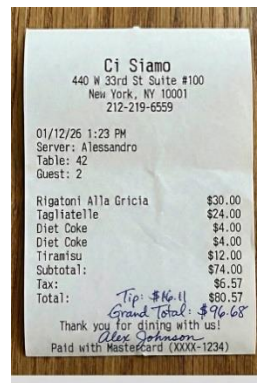 Ci Siamo
440 W 33rd St Suite #100
New York, NY 10001
212-219-6559
01/12/26 1:23 PM
Server: Alessandro
Table: 42
Guest: 2
Rigatoni Alla Gricia $30.00
Tagliatelle $24.00
Diet Coke $4.00
Diet Coke $4.00
Tiramisu $12.00
Subtotal: $74.00
Tax: $6.57
Total: $80.57
Tip: $16.11
Grand Total: $96.68
Thank you for dining with us!
Alex Johnson
Paid with Mastercard (XXXX-1234)